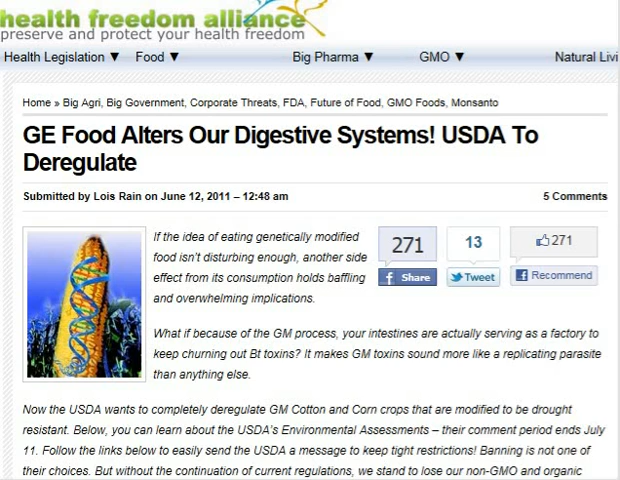 health freedom alliance
preserve and protect your health freedom
Health Legislation ▼ Food ▼ Big Pharma ▼ GMO ▼ Natural Livi
Home » Big Agri, Big Government, Corporate Threats, FDA, Future of Food, GMO Foods, Monsanto
GE Food Alters Our Digestive Systems! USDA To
Deregulate
Submitted by Lois Rain on June 12, 2011 – 12:48 am 5 Comments
If the idea of eating genetically modified
food isn't disturbing enough, another side
effect from its consumption holds baffling
and overwhelming implications.
271 13 271
Share Tweet Recommend
What if because of the GM process, your intestines are actually serving as a factory to
keep churning out Bt toxins? It makes GM toxins sound more like a replicating parasite
than anything else.
Now the USDA wants to completely deregulate GM Cotton and Corn crops that are modified to be drought
resistant. Below, you can learn about the USDA's Environmental Assessments – their comment period ends July
11. Follow the links below to easily send the USDA a message to keep tight restrictions! Banning is not one of
their choices. But without the continuation of current regulations, we stand to lose our non-GMO and organic